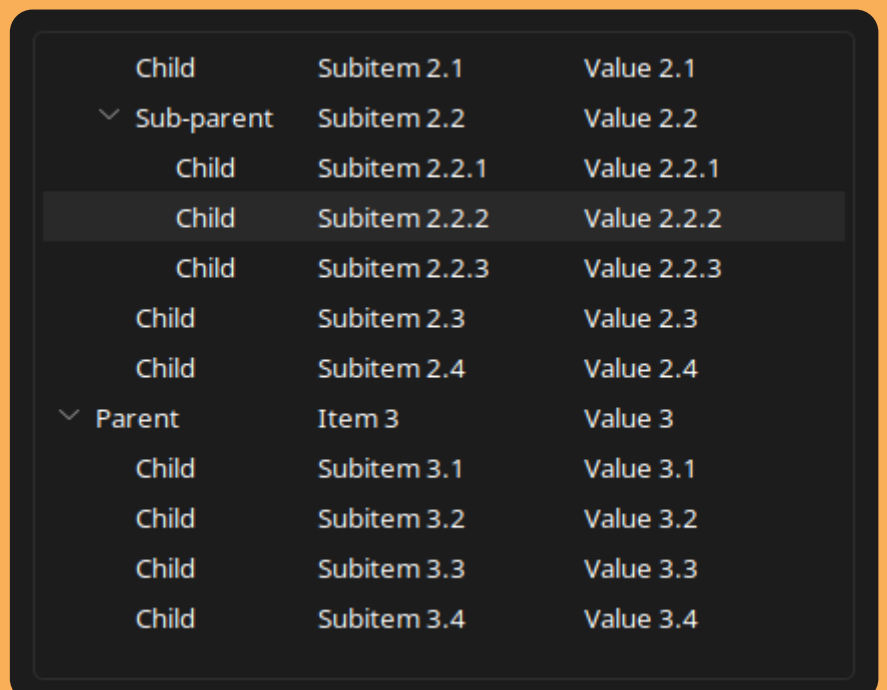 Child Subitem 2.1 Value 2.1
Sub-parent Subitem 2.2 Value 2.2
Child Subitem 2.2.1 Value 2.2.1
Child Subitem 2.2.2 Value 2.2.2
Child Subitem 2.2.3 Value 2.2.3
Child Subitem 2.3 Value 2.3
Child Subitem 2.4 Value 2.4
Parent Item 3 Value 3
Child Subitem 3.1 Value 3.1
Child Subitem 3.2 Value 3.2
Child Subitem 3.3 Value 3.3
Child Subitem 3.4 Value 3.4